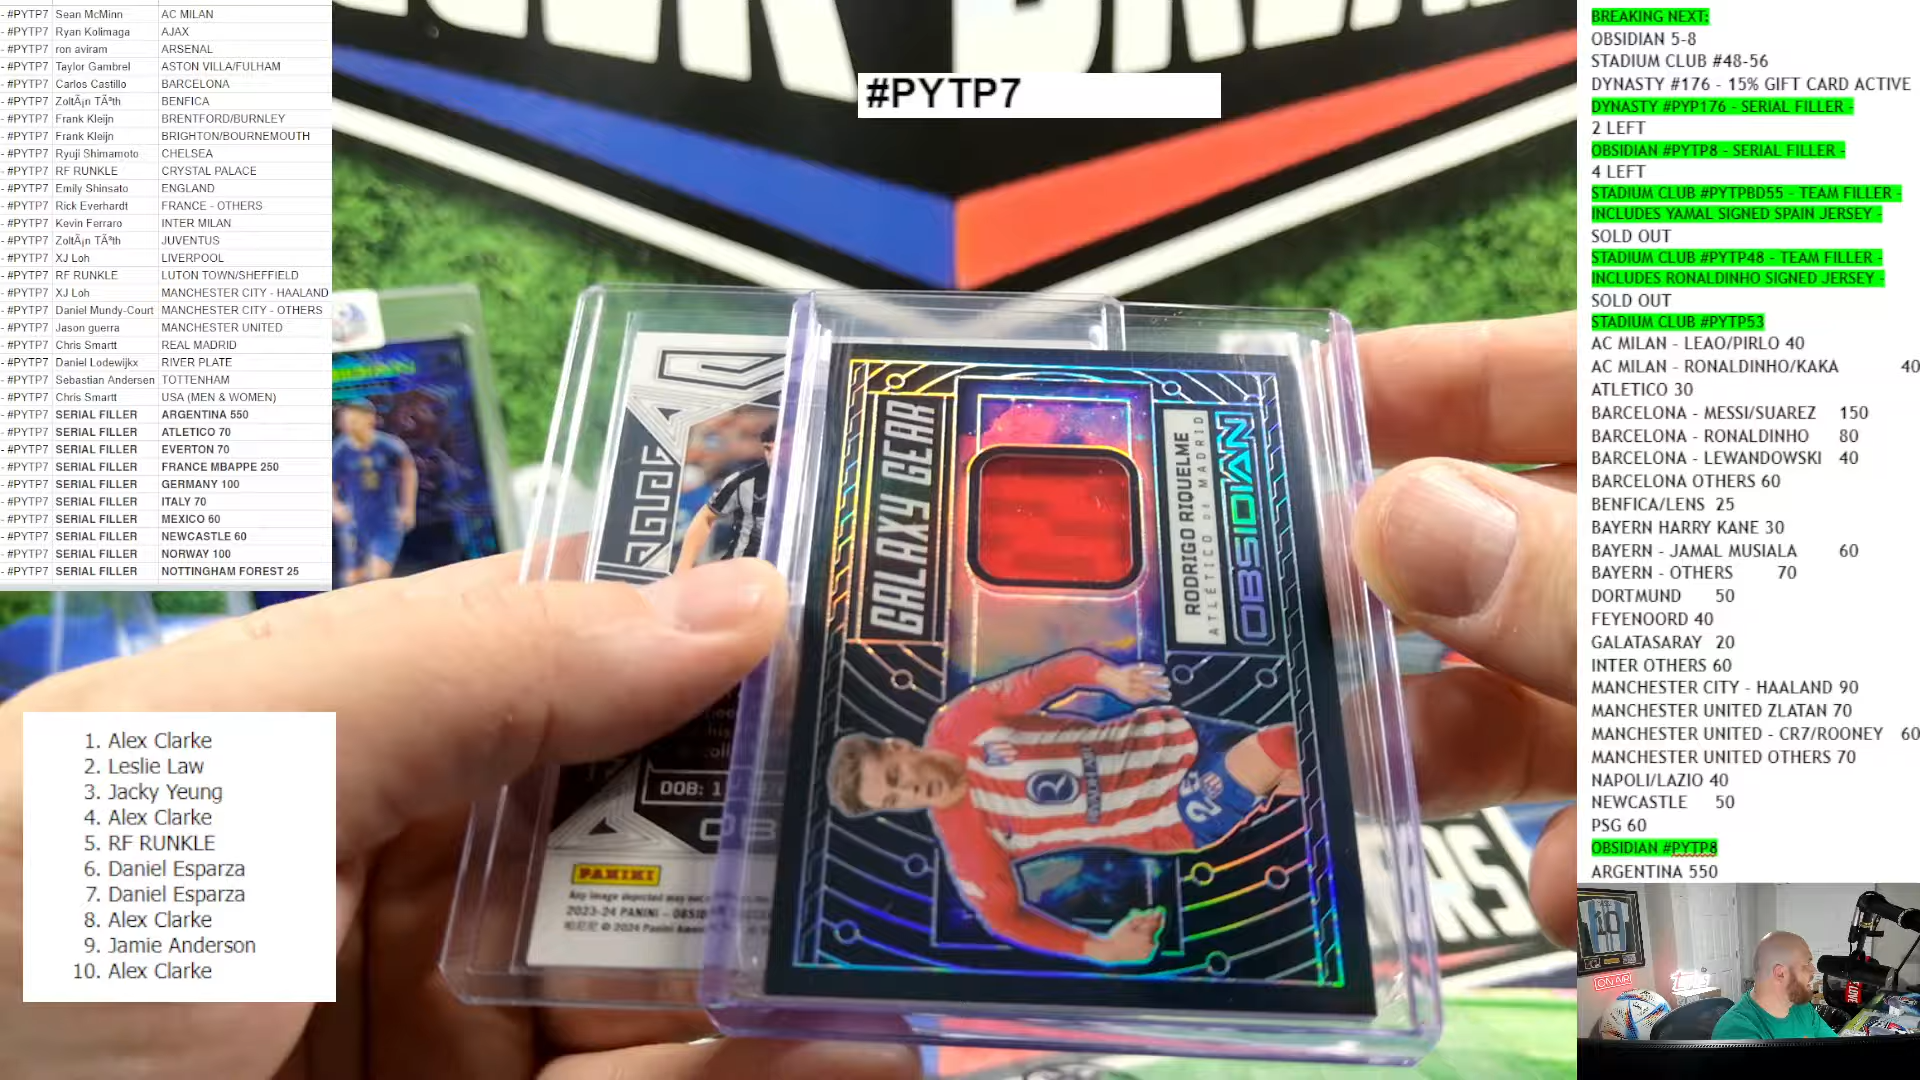 - #PYTP7 Sean McMinn AC MILAN
- #PYTP7 Ryan Kolimaga AJAX
- #PYTP7 ron aviram ARSENAL
- #PYTP7 Taylor Gambrel ASTON VILLA/FULHAM
- #PYTP7 Carlos Castillo BARCELONA
- #PYTP7 ZoltÃ¡n TÃ³th BENFICA
- #PYTP7 Frank Kleijn BRENTFORD/BURNLEY
- #PYTP7 Frank Kleijn BRIGHTON/BOURNEMOUTH
- #PYTP7 Ryuji Shimamoto CHELSEA
- #PYTP7 RF RUNKLE CRYSTAL PALACE
- #PYTP7 Emily Shinsato ENGLAND
- #PYTP7 Rick Everhardt FRANCE - OTHERS
- #PYTP7 Kevin Ferraro INTER MILAN
- #PYTP7 ZoltÃ¡n TÃ³th JUVENTUS
- #PYTP7 XJ Loh LIVERPOOL
- #PYTP7 RF RUNKLE LUTON TOWN/SHEFFIELD
- #PYTP7 XJ Loh MANCHESTER CITY - HAALAND
- #PYTP7 Daniel Mundy-Court MANCHESTER CITY - OTHERS
- #PYTP7 Jason guerra MANCHESTER UNITED
- #PYTP7 Chris Smartt REAL MADRID
- #PYTP7 Daniel Lodewijkx RIVER PLATE
- #PYTP7 Sebastian Andersen TOTTENHAM
- #PYTP7 Chris Smartt USA (MEN & WOMEN)
- #PYTP7 SERIAL FILLER ARGENTINA 550
- #PYTP7 SERIAL FILLER ATLETICO 70
- #PYTP7 SERIAL FILLER EVERTON 70
- #PYTP7 SERIAL FILLER FRANCE MBAPPE 250
- #PYTP7 SERIAL FILLER GERMANY 100
- #PYTP7 SERIAL FILLER ITALY 70
- #PYTP7 SERIAL FILLER MEXICO 60
- #PYTP7 SERIAL FILLER NEWCASTLE 60
- #PYTP7 SERIAL FILLER NORWAY 100
- #PYTP7 SERIAL FILLER NOTTINGHAM FOREST 25
1. Alex Clarke
2. Leslie Law
3. Jacky Yeung
4. Alex Clarke
5. RF RUNKLE
6. Daniel Esparza
7. Daniel Esparza
8. Alex Clarke
9. Jamie Anderson
10. Alex Clarke
#PYTP7
GALAXY GEAR
RODRIGO RIQUELME
ATLÉTICO DE MADRID
OBSIDIAN
DOB: 1
PANINI
Any image depicted may
2023-24 PANINI - OBSID
© 2024 Panini
BREAKING NEXT:
OBSIDIAN 5-8
STADIUM CLUB #48-56
DYNASTY #176 - 15% GIFT CARD ACTIVE
DYNASTY #PYP176 - SERIAL FILLER -
2 LEFT
OBSIDIAN #PYTP8 - SERIAL FILLER -
4 LEFT
STADIUM CLUB #PYTPBD55 - TEAM FILLER -
INCLUDES YAMAL SIGNED SPAIN JERSEY -
SOLD OUT
STADIUM CLUB #PYTP48 - TEAM FILLER -
INCLUDES RONALDINHO SIGNED JERSEY -
SOLD OUT
STADIUM CLUB #PYTP53
AC MILAN - LEAO/PIRLO 40
AC MILAN - RONALDINHO/KAKA 40
ATLETICO 30
BARCELONA - MESSI/SUAREZ 150
BARCELONA - RONALDINHO 80
BARCELONA - LEWANDOWSKI 40
BARCELONA OTHERS 60
BENFICA/LENS 25
BAYERN HARRY KANE 30
BAYERN - JAMAL MUSIALA 60
BAYERN - OTHERS 70
DORTMUND 50
FEYENOORD 40
GALATASARAY 20
INTER OTHERS 60
MANCHESTER CITY - HAALAND 90
MANCHESTER UNITED ZLATAN 70
MANCHESTER UNITED - CR7/ROONEY 60
MANCHESTER UNITED OTHERS 70
NAPOLI/LAZIO 40
NEWCASTLE 50
PSG 60
OBSIDIAN #PYTP8
ARGENTINA 550
10
ON AIR